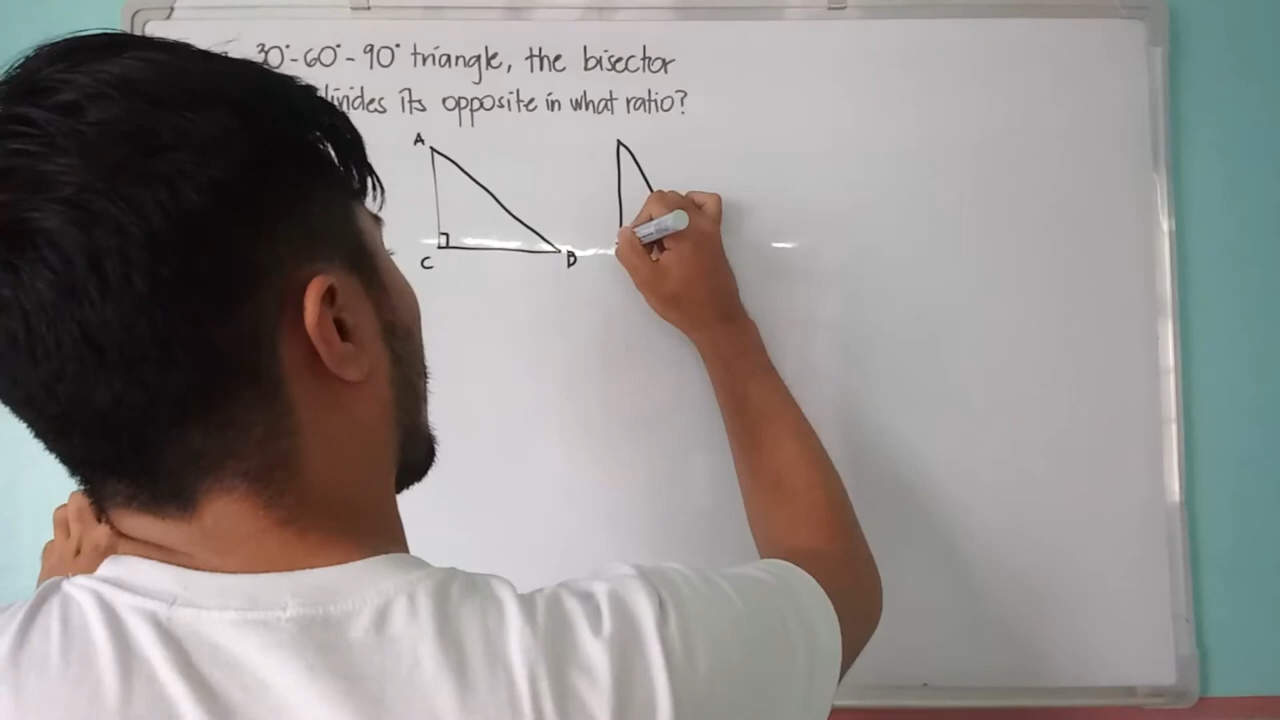 30°-60°-90° triangle, the bisector
divides its opposite in what ratio?
A
C
B